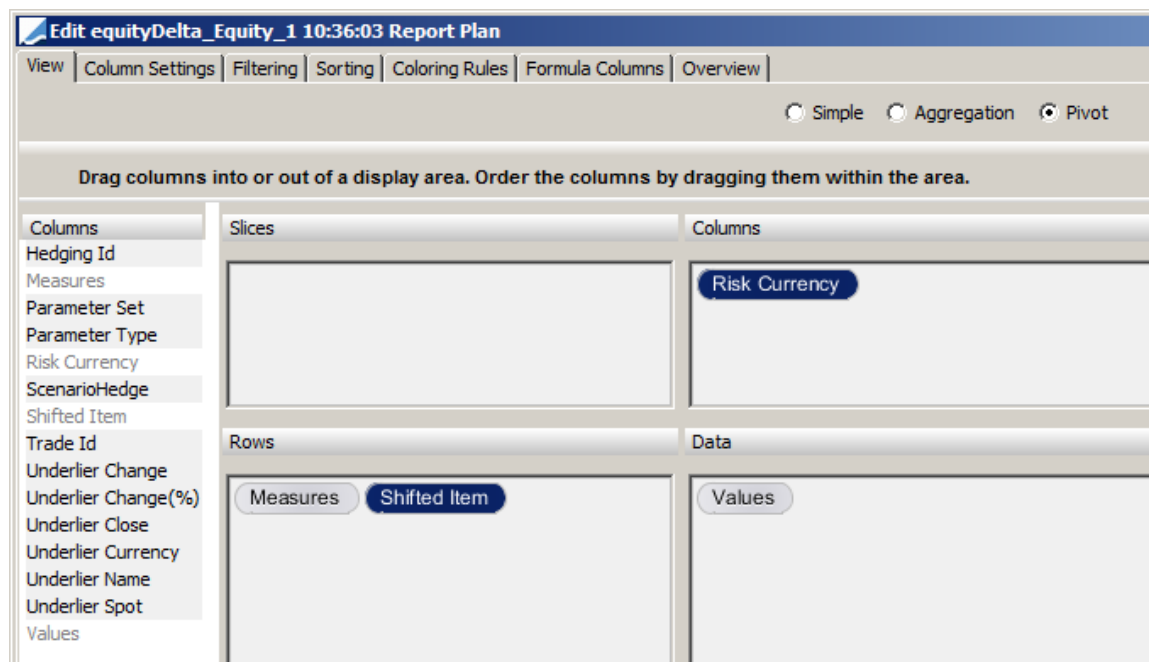 Edit equityDelta_Equity_1 10:36:03 Report Plan
View Column Settings Filtering Sorting Coloring Rules Formula Columns Overview
Simple Aggregation Pivot
Drag columns into or out of a display area. Order the columns by dragging them within the area.
Columns
Hedging Id
Measures
Parameter Set
Parameter Type
Risk Currency
ScenarioHedge
Shifted Item
Trade Id
Underlier Change
Underlier Change(%)
Underlier Close
Underlier Currency
Underlier Name
Underlier Spot
Values
Slices
Columns
Risk Currency
Rows
Measures Shifted Item
Data
Values